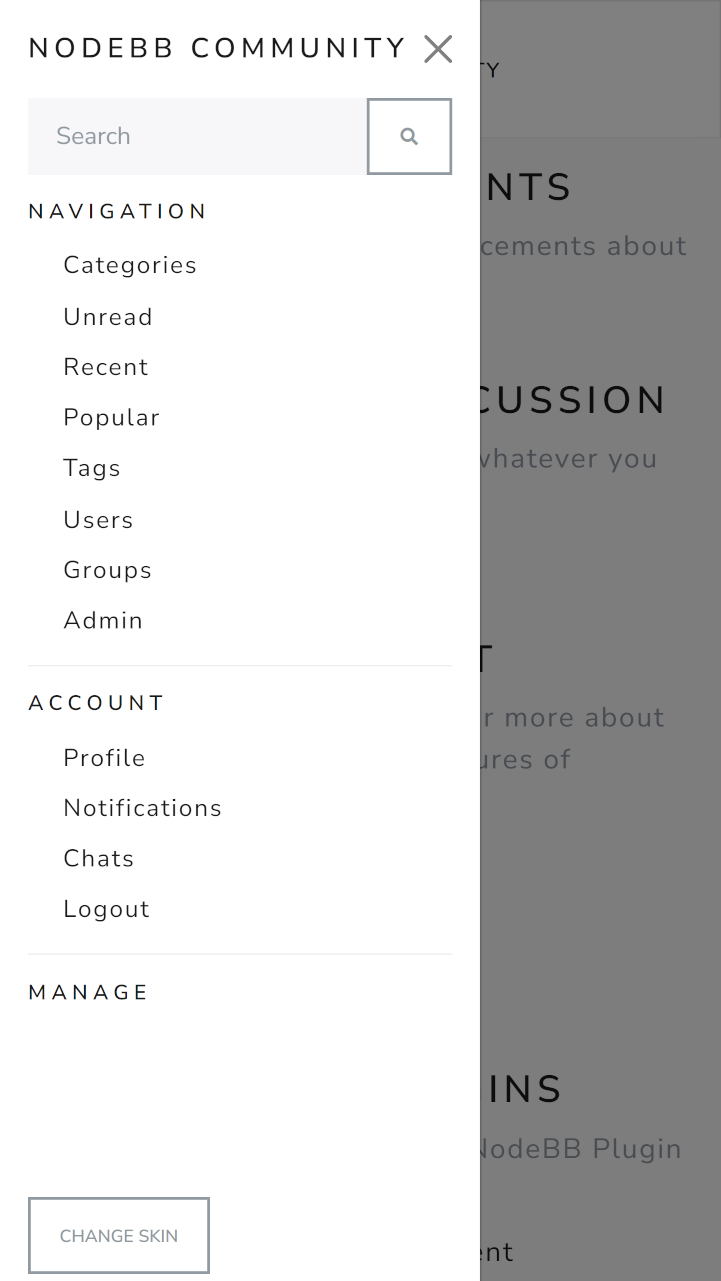 NODEBB COMMUNITY
Search
NAVIGATION
Categories
Unread
Recent
Popular
Tags
Users
Groups
Admin
ACCOUNT
Profile
Notifications
Chats
Logout
MANAGE
CHANGE SKIN
TY
NTS
cements about
CUSSION
whatever you
T
r more about
ures of
INS
NodeBB Plugin
ent